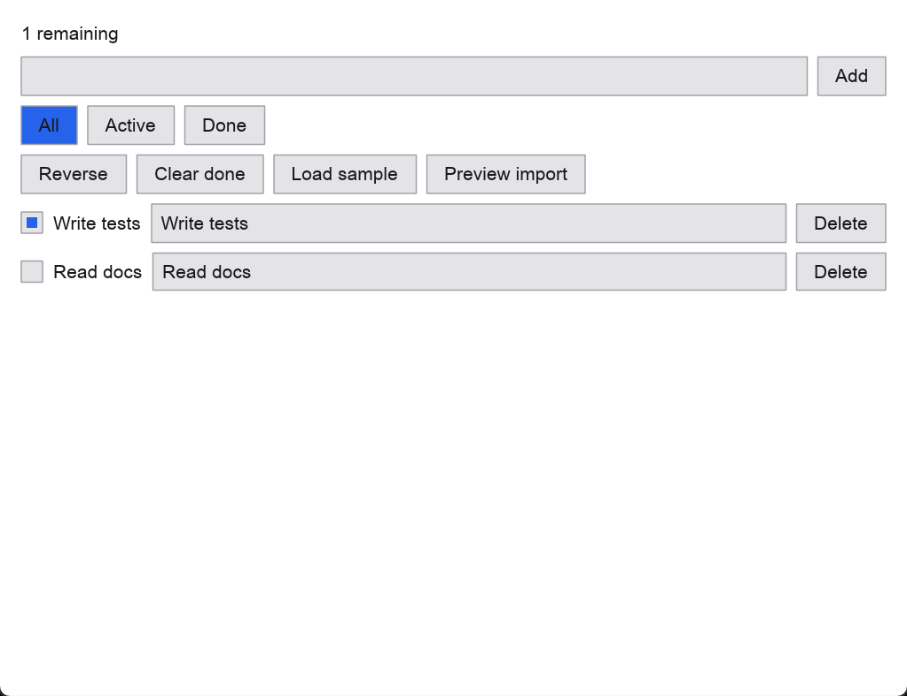 1 remaining
Add
All Active Done
Reverse Clear done Load sample Preview import
Write tests Write tests Delete
Read docs Read docs Delete